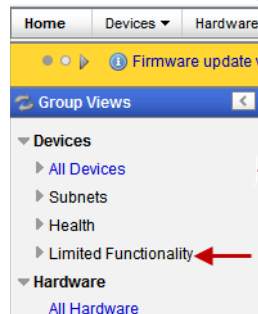 Home Devices Hardware
Firmware update
Group Views
Devices
All Devices
Subnets
Health
Limited Functionality
Hardware
All Hardware